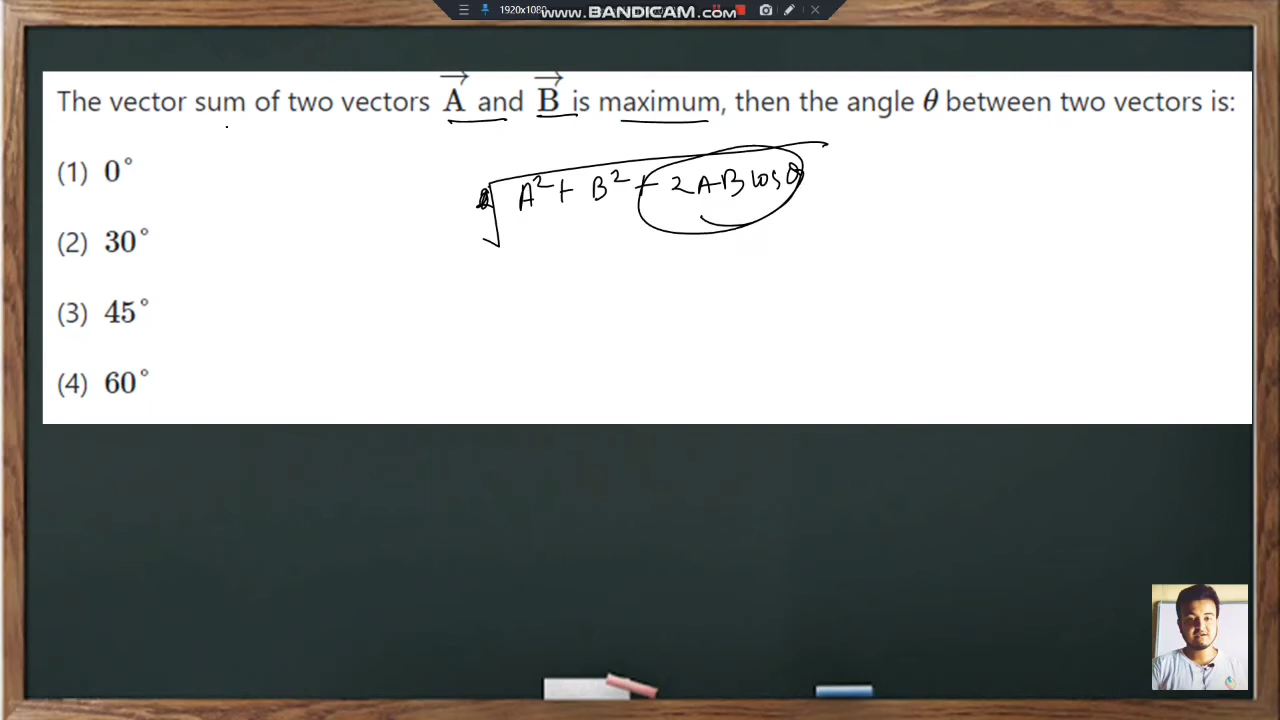 1920x1080
www.BANDICAM.com
The vector sum of two vectors A⃗ and B⃗ is maximum, then the angle θ between two vectors is:
(1) 0°
√(A² + B² + 2AB cosθ)
(2) 30°
(3) 45°
(4) 60°